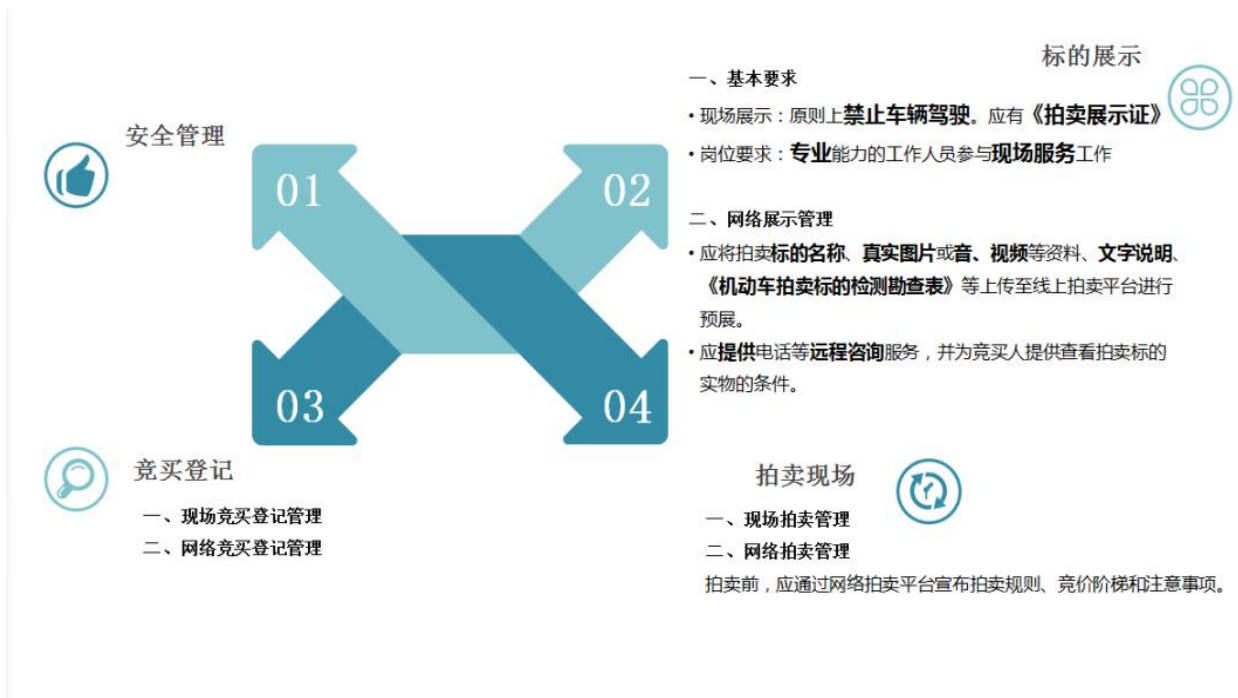 安全管理
01
02
标的展示
一、基本要求
•现场展示：原则上禁止车辆驾驶。应有《拍卖展示证》
•岗位要求：专业能力的工作人员参与现场服务工作
二、网络展示管理
•应将拍卖标的名称、真实图片或音、视频等资料、文字说明、
《机动车拍卖标的检测勘查表》等上传至线上拍卖平台进行
预展。
•应提供电话等远程咨询服务，并为竞买人提供查看拍卖标的
实物的条件。
03
04
竞买登记
一、现场竞买登记管理
二、网络竞买登记管理
拍卖现场
一、现场拍卖管理
二、网络拍卖管理
拍卖前，应通过网络拍卖平台宣布拍卖规则、竞价阶梯和注意事项。